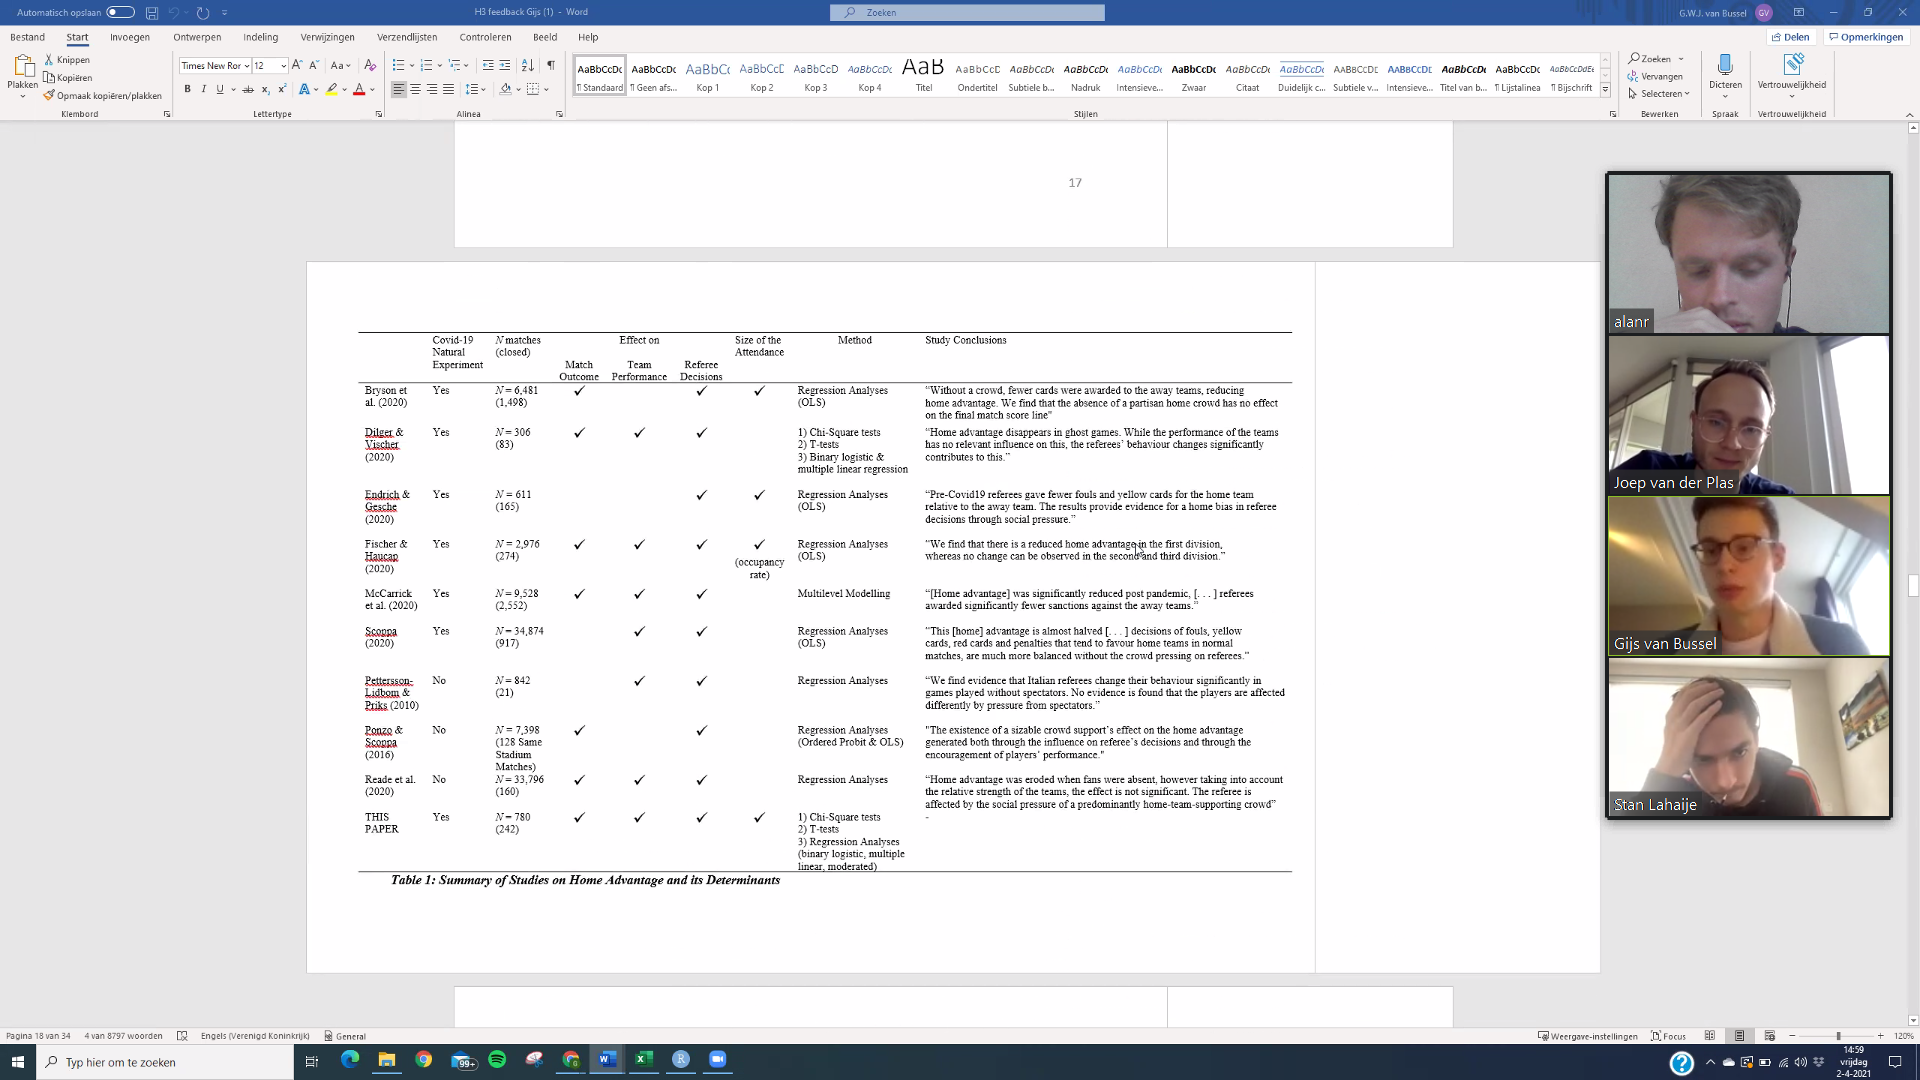 Automatisch opslaan
H3 feedback Gijs (1) - Word
Zoeken
G.W.J. van Bussel GV
Bestand Start Invoegen Ontwerpen Indeling Verwijzingen Verzendlijsten Controleren Beeld Help
Delen Opmerkingen
Plakken
Knippen
Kopiëren
Opmaak kopiëren/plakken
Klembord
Times New Ror 12
Lettertype
Alinea
AaBbCcDc AaBbCcDc AaBbCc AaBbCcDc AaBbCcD AaBbCcDc AaB AaBbCcD AaBbCcDc AaBbCcDc AaBbCcDc AaBbCcDc AaBbCcDc AaBbCcDc AABBCCDE AABBCCDE AaBbCcDc AaBbCcDc AaBbCcDdEe
¶ Standaard ¶ Geen afs... Kop 1 Kop 2 Kop 3 Kop 4 Titel Ondertitel Subtiele b... Nadruk Intensieve... Zwaar Citaat Duidelijk c... Subtiele v... Intensieve... Titel van b... ¶ Lijstalinea ¶ Bijschrift
Stijlen
Zoeken
Vervangen
Selecteren
Bewerken
Dicteren
Spraak
Vertrouwelijkheid
Vertrouwelijkheid
17
Covid-19 Natural Experiment
N matches (closed)
Effect on
Match Outcome
Team Performance
Referee Decisions
Size of the Attendance
Method
Study Conclusions
Bryson et al. (2020) Yes N = 6,481 (1,498) ✓ ✓ ✓ Regression Analyses (OLS)
“Without a crowd, fewer cards were awarded to the away teams, reducing
home advantage. We find that the absence of a partisan home crowd has no effect
on the final match score line"
Dilger & Vischer (2020) Yes N = 306 (83) ✓ ✓ ✓
1) Chi-Square tests
2) T-tests
3) Binary logistic &
multiple linear regression
“Home advantage disappears in ghost games. While the performance of the teams
has no relevant influence on this, the referees’ behaviour changes significantly
contributes to this.”
Endrich & Gesche (2020) Yes N = 611 (165) ✓ ✓ Regression Analyses (OLS)
“Pre-Covid19 referees gave fewer fouls and yellow cards for the home team
relative to the away team. The results provide evidence for a home bias in referee
decisions through social pressure.”
Fischer & Haucap (2020) Yes N = 2,976 (274) ✓ ✓ ✓ ✓ (occupancy rate) Regression Analyses (OLS)
“We find that there is a reduced home advantage in the first division,
whereas no change can be observed in the second and third division.”
McCarrick et al. (2020) Yes N = 9,528 (2,552) ✓ ✓ ✓ Multilevel Modelling
“[Home advantage] was significantly reduced post pandemic, [. . . ] referees
awarded significantly fewer sanctions against the away teams.”
Scoppa (2020) Yes N = 34,874 (917) ✓ ✓ Regression Analyses (OLS)
“This [home] advantage is almost halved [. . . ] decisions of fouls, yellow
cards, red cards and penalties that tend to favour home teams in normal
matches, are much more balanced without the crowd pressing on referees.”
Pettersson-Lidbom & Priks (2010) No N = 842 (21) ✓ ✓ Regression Analyses
“We find evidence that Italian referees change their behaviour significantly in
games played without spectators. No evidence is found that the players are affected
differently by pressure from spectators.”
Ponzo & Scoppa (2016) No N = 7,398 (128 Same Stadium Matches) ✓ ✓ Regression Analyses (Ordered Probit & OLS)
"The existence of a sizable crowd support’s effect on the home advantage
generated both through the influence on referee’s decisions and through the
encouragement of players’ performance."
Reade et al. (2020) No N = 33,796 (160) ✓ ✓ ✓ Regression Analyses
“Home advantage was eroded when fans were absent, however taking into account
the relative strength of the teams, the effect is not significant. The referee is
affected by the social pressure of a predominantly home-team-supporting crowd”
THIS PAPER Yes N = 780 (242) ✓ ✓ ✓ ✓
1) Chi-Square tests
2) T-tests
3) Regression Analyses
(binary logistic, multiple
linear, moderated)
-
Table 1: Summary of Studies on Home Advantage and its Determinants
alanr
Joep van der Plas
Gijs van Bussel
Stan Lahaije
Pagina 18 van 34 4 van 8797 woorden Engels (Verenigd Koninkrijk) General
Weergave-instellingen Focus 120%
Typ hier om te zoeken
99+
14:59
vrijdag
2-4-2021